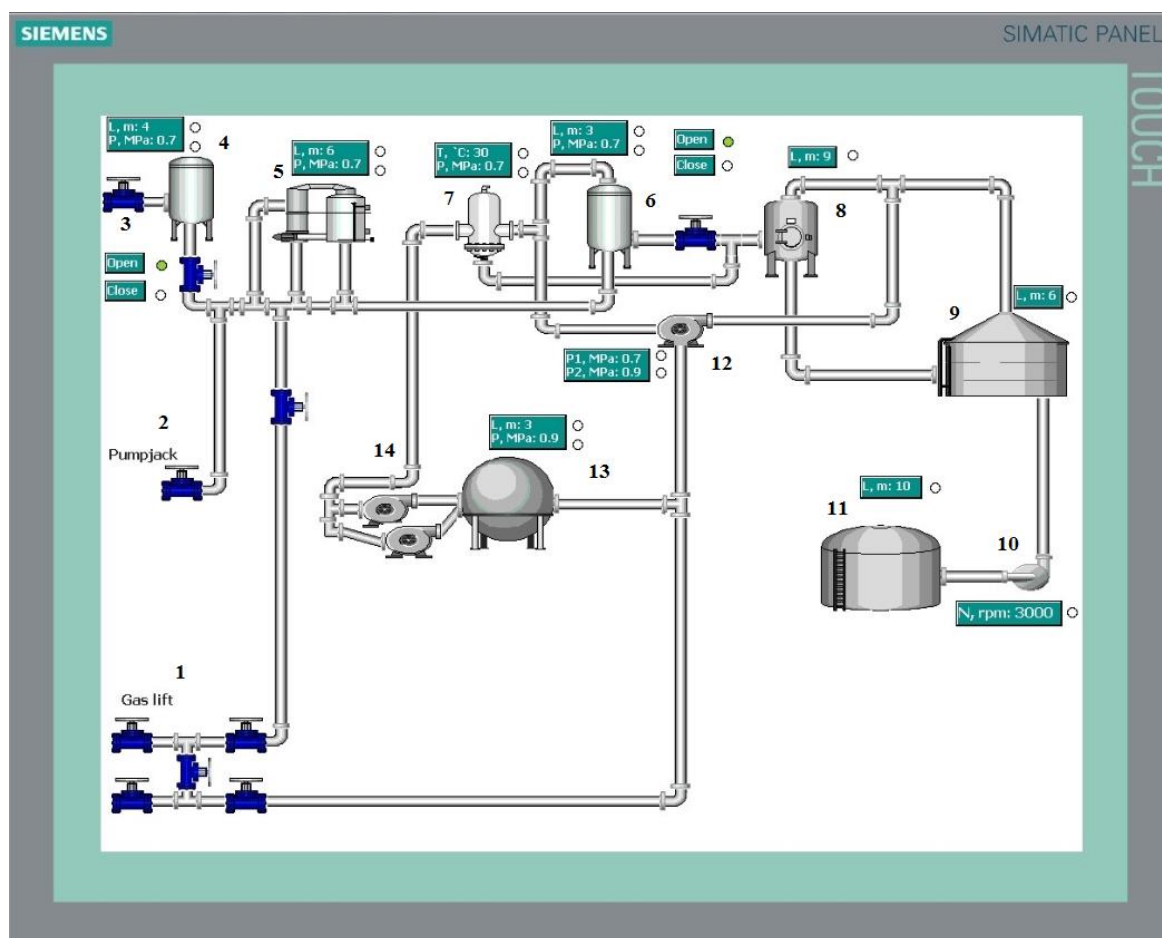 SIEMENS
SIMATIC PANEL
TOUCH
L, m: 4
P, MPa: 0.7
4
3
Open
Close
5
L, m: 6
P, MPa: 0.7
T, `C: 30
P, MPa: 0.7
7
L, m: 3
P, MPa: 0.7
6
Open
Close
L, m: 9
8
L, m: 6
9
P1, MPa: 0.7
P2, MPa: 0.9
12
2
Pumpjack
14
L, m: 3
P, MPa: 0.9
13
L, m: 10
11
10
N, rpm: 3000
1
Gas lift